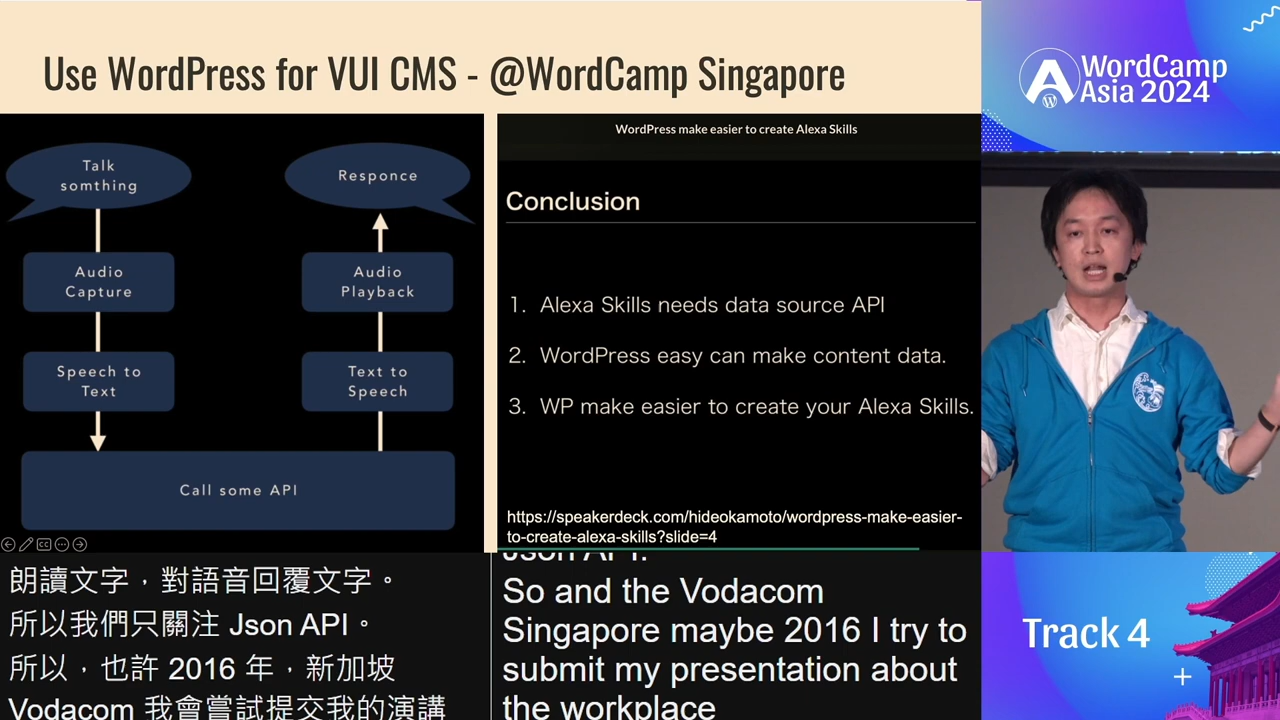 Use WordPress for VUI CMS - @WordCamp Singapore
Talk
somthing
Responce
Audio
Capture
Audio
Playback
Speech to
Text
Text to
Speech
Call some API
WordPress make easier to create Alexa Skills
Conclusion
1. Alexa Skills needs data source API
2. WordPress easy can make content data.
3. WP make easier to create your Alexa Skills.
https://speakerdeck.com/hideokamoto/wordpress-make-easier-
to-create-alexa-skills?slide=4
朗讀文字，對語音回覆文字。
所以我們只關注 Json API。
所以，也許 2016 年，新加坡
Vodacom 我會嘗試提交我的演講
Json API.
So and the Vodacom
Singapore maybe 2016 I try to
submit my presentation about
the workplace
WordCamp
Asia 2024
Track 4